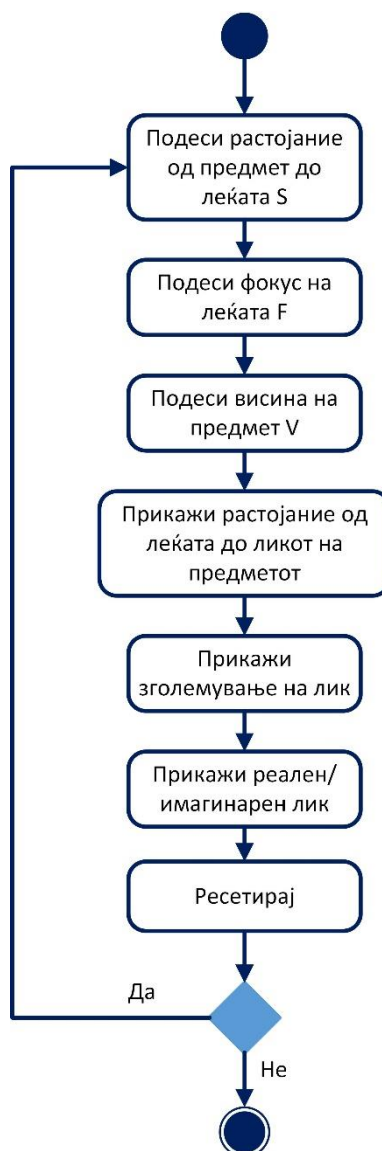 Подеси растојание
од предмет до
леќата S
Подеси фокус на
леќата F
Подеси висина на
предмет V
Прикажи растојание од
леќата до ликот на
предметот
Прикажи
зголемување на лик
Прикажи реален/
имагинарен лик
Ресетирај
Да
Не